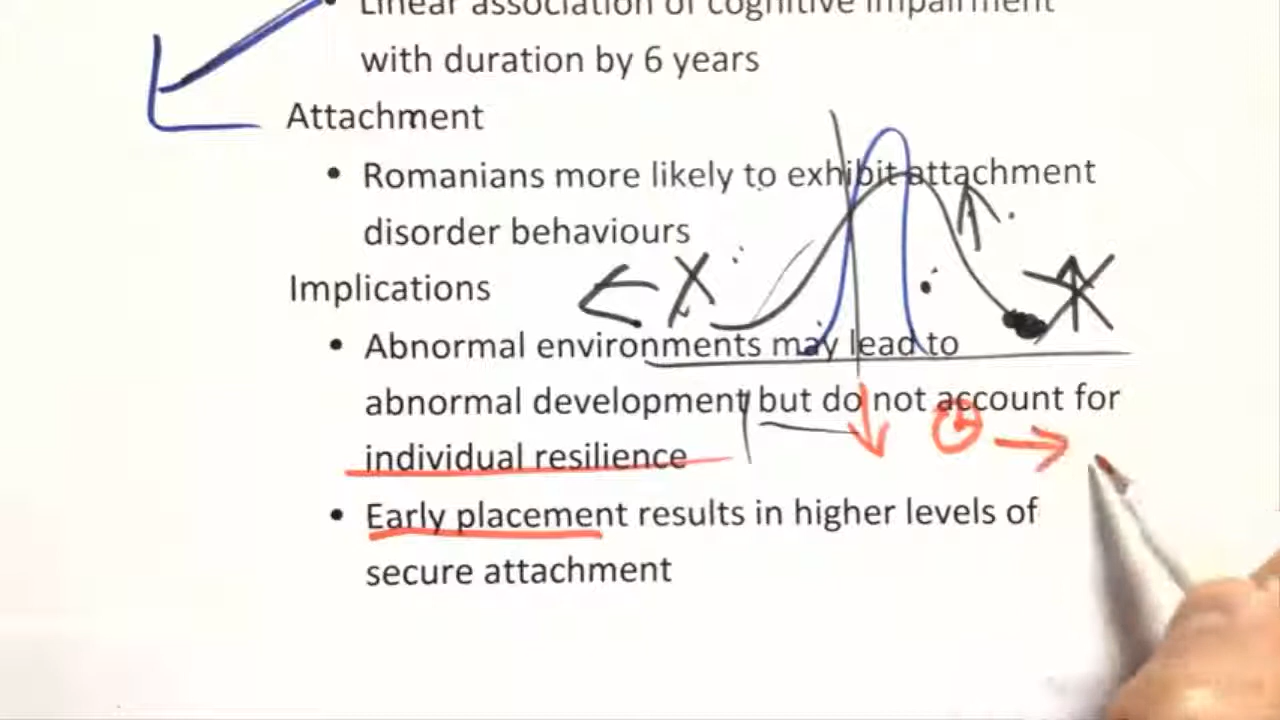 Linear association of cognitive impairment
with duration by 6 years
Attachment
• Romanians more likely to exhibit attachment
disorder behaviours
Implications
• Abnormal environments may lead to
abnormal development but do not account for
individual resilience
• Early placement results in higher levels of
secure attachment